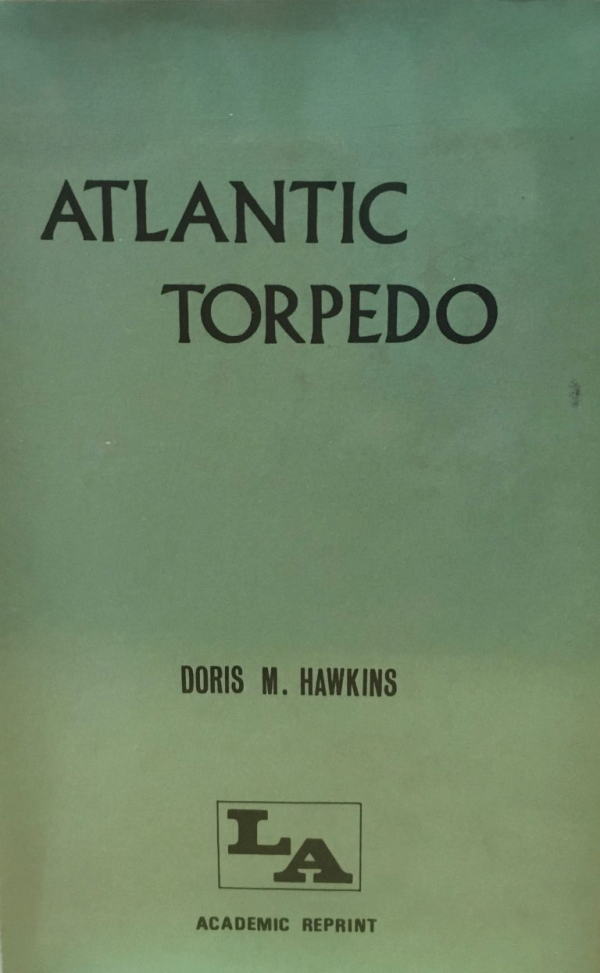 ATLANTIC
TORPEDO
DORIS M. HAWKINS
LA
ACADEMIC REPRINT